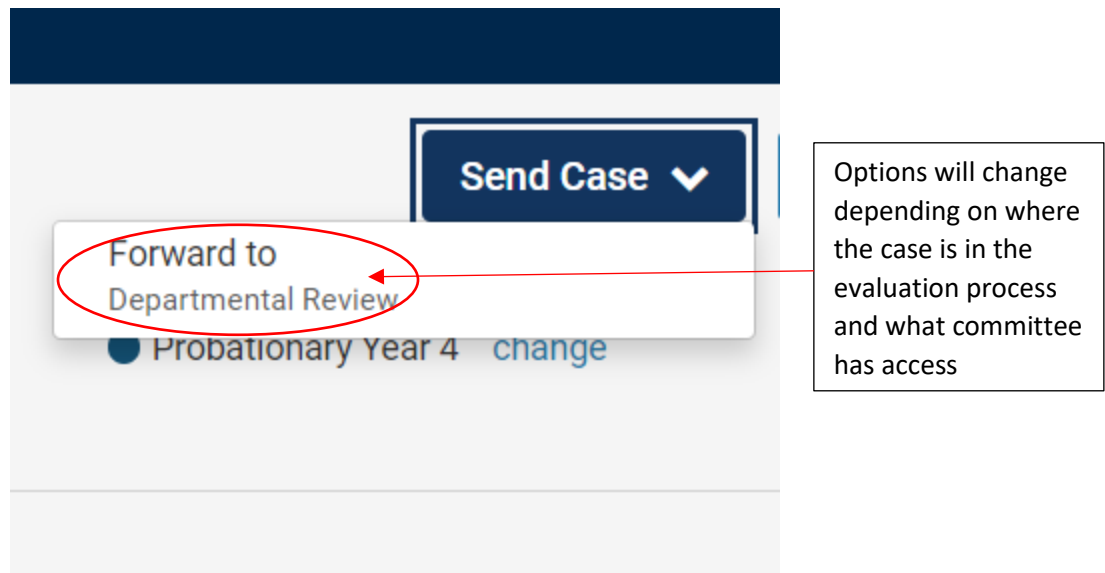 Send Case
Forward to
Departmental Review
Probationary Year 4 change
Options will change
depending on where
the case is in the
evaluation process
and what committee
has access